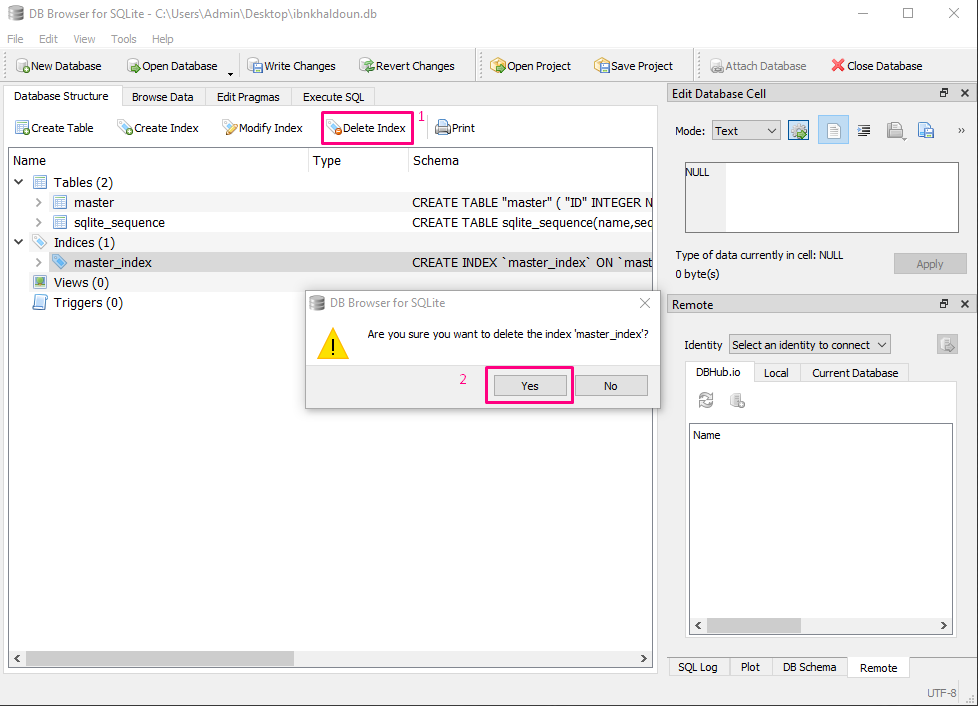 DB Browser for SQLite - C:\Users\Admin\Desktop\ibnkhaldoun.db
File Edit View Tools Help
New Database Open Database Write Changes Revert Changes Open Project Save Project Attach Database Close Database
Database Structure Browse Data Edit Pragmas Execute SQL
Create Table Create Index Modify Index Delete Index 1 Print
Name Type Schema
Tables (2)
master CREATE TABLE "master" ( "ID" INTEGER N
sqlite_sequence CREATE TABLE sqlite_sequence(name,sec
Indices (1)
master_index CREATE INDEX `master_index` ON `mast
Views (0)
Triggers (0)
DB Browser for SQLite
Are you sure you want to delete the index 'master_index'?
2 Yes No
Edit Database Cell
Mode: Text »
NULL
Type of data currently in cell: NULL
0 byte(s)
Apply
Remote
Identity Select an identity to connect
DBHub.io Local Current Database
Name
SQL Log Plot DB Schema Remote
UTF-8